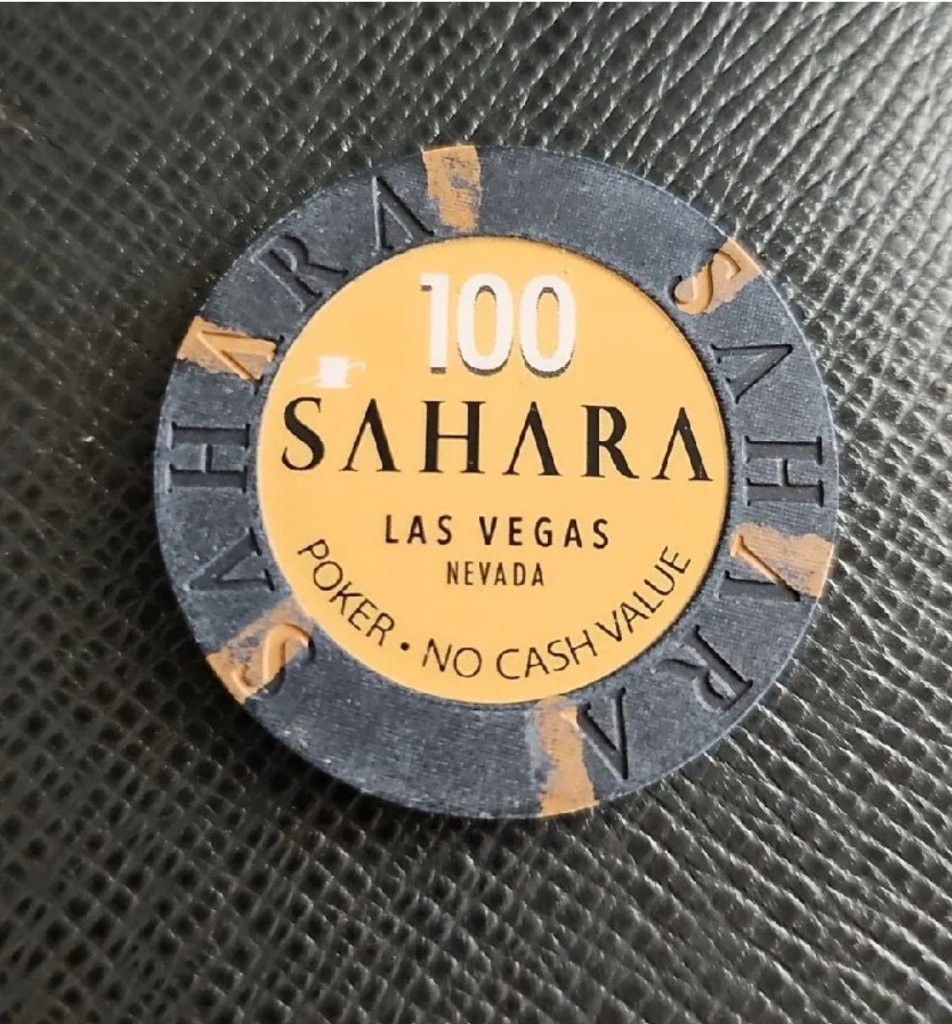 100
SAHARA
LAS VEGAS
NEVADA
POKER • NO CASH VALUE
SAHARA
SAHARA